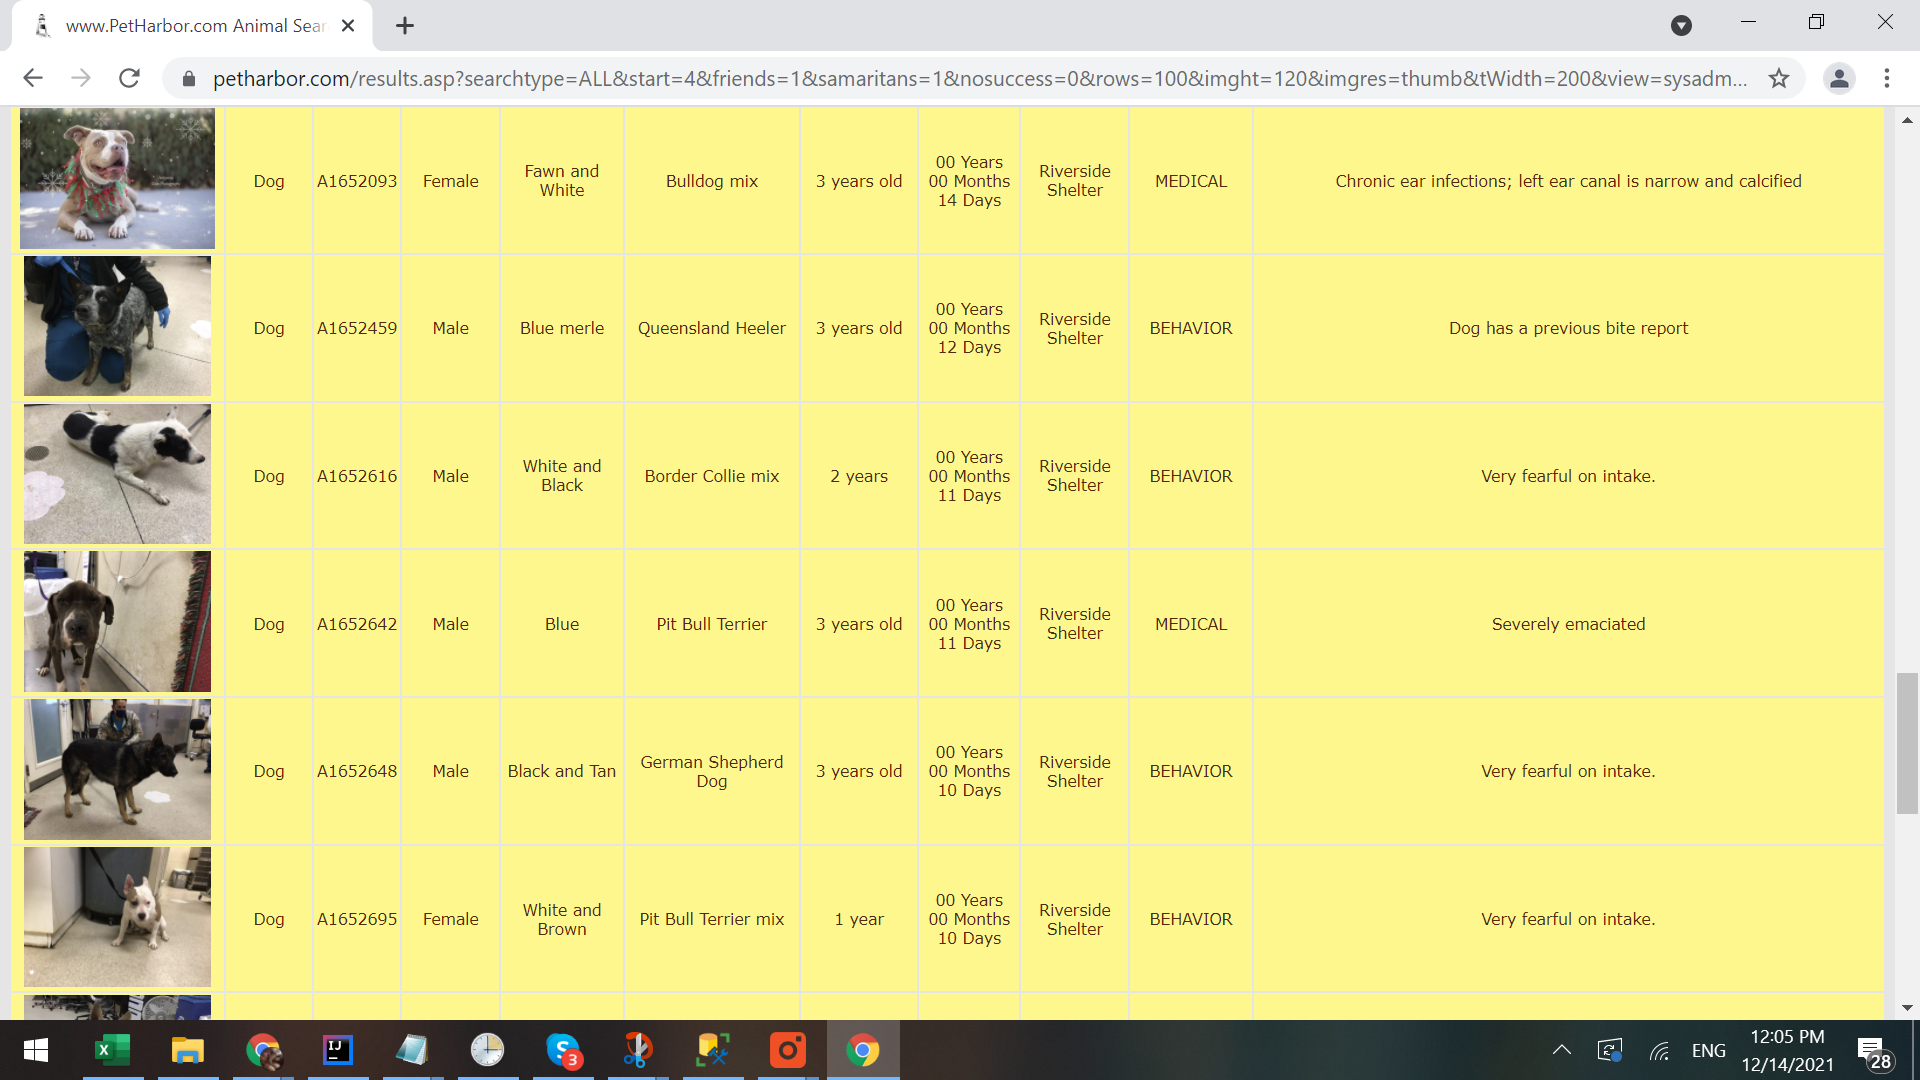 www.PetHarbor.com Animal Sear
petharbor.com/results.asp?searchtype=ALL&start=4&friends=1&samaritans=1&nosuccess=0&rows=100&imght=120&imgres=thumb&tWidth=200&view=sysadm...
Dog
A1652093
Female
Fawn and
White
Bulldog mix
3 years old
00 Years
00 Months
14 Days
Riverside
Shelter
MEDICAL
Chronic ear infections; left ear canal is narrow and calcified
Dog
A1652459
Male
Blue merle
Queensland Heeler
3 years old
00 Years
00 Months
12 Days
Riverside
Shelter
BEHAVIOR
Dog has a previous bite report
Dog
A1652616
Male
White and
Black
Border Collie mix
2 years
00 Years
00 Months
11 Days
Riverside
Shelter
BEHAVIOR
Very fearful on intake.
Dog
A1652642
Male
Blue
Pit Bull Terrier
3 years old
00 Years
00 Months
11 Days
Riverside
Shelter
MEDICAL
Severely emaciated
Dog
A1652648
Male
Black and Tan
German Shepherd
Dog
3 years old
00 Years
00 Months
10 Days
Riverside
Shelter
BEHAVIOR
Very fearful on intake.
Dog
A1652695
Female
White and
Brown
Pit Bull Terrier mix
1 year
00 Years
00 Months
10 Days
Riverside
Shelter
BEHAVIOR
Very fearful on intake.
X
IJ
S
3
ENG
12:05 PM
12/14/2021
28